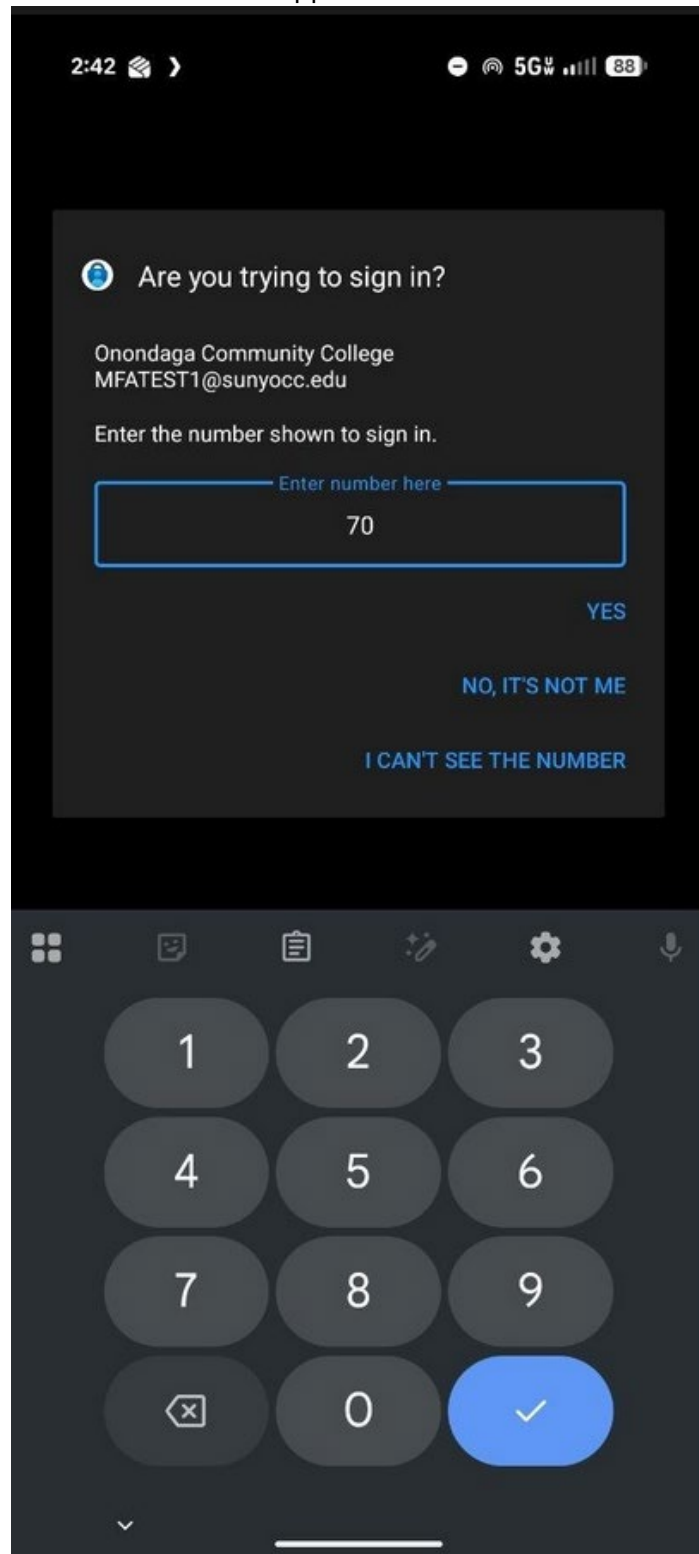 2:42
5G UW 88
Are you trying to sign in?
Onondaga Community College
MFATEST1@sunyocc.edu
Enter the number shown to sign in.
Enter number here
70
YES
NO, IT'S NOT ME
I CAN'T SEE THE NUMBER
1 2 3
4 5 6
7 8 9
0